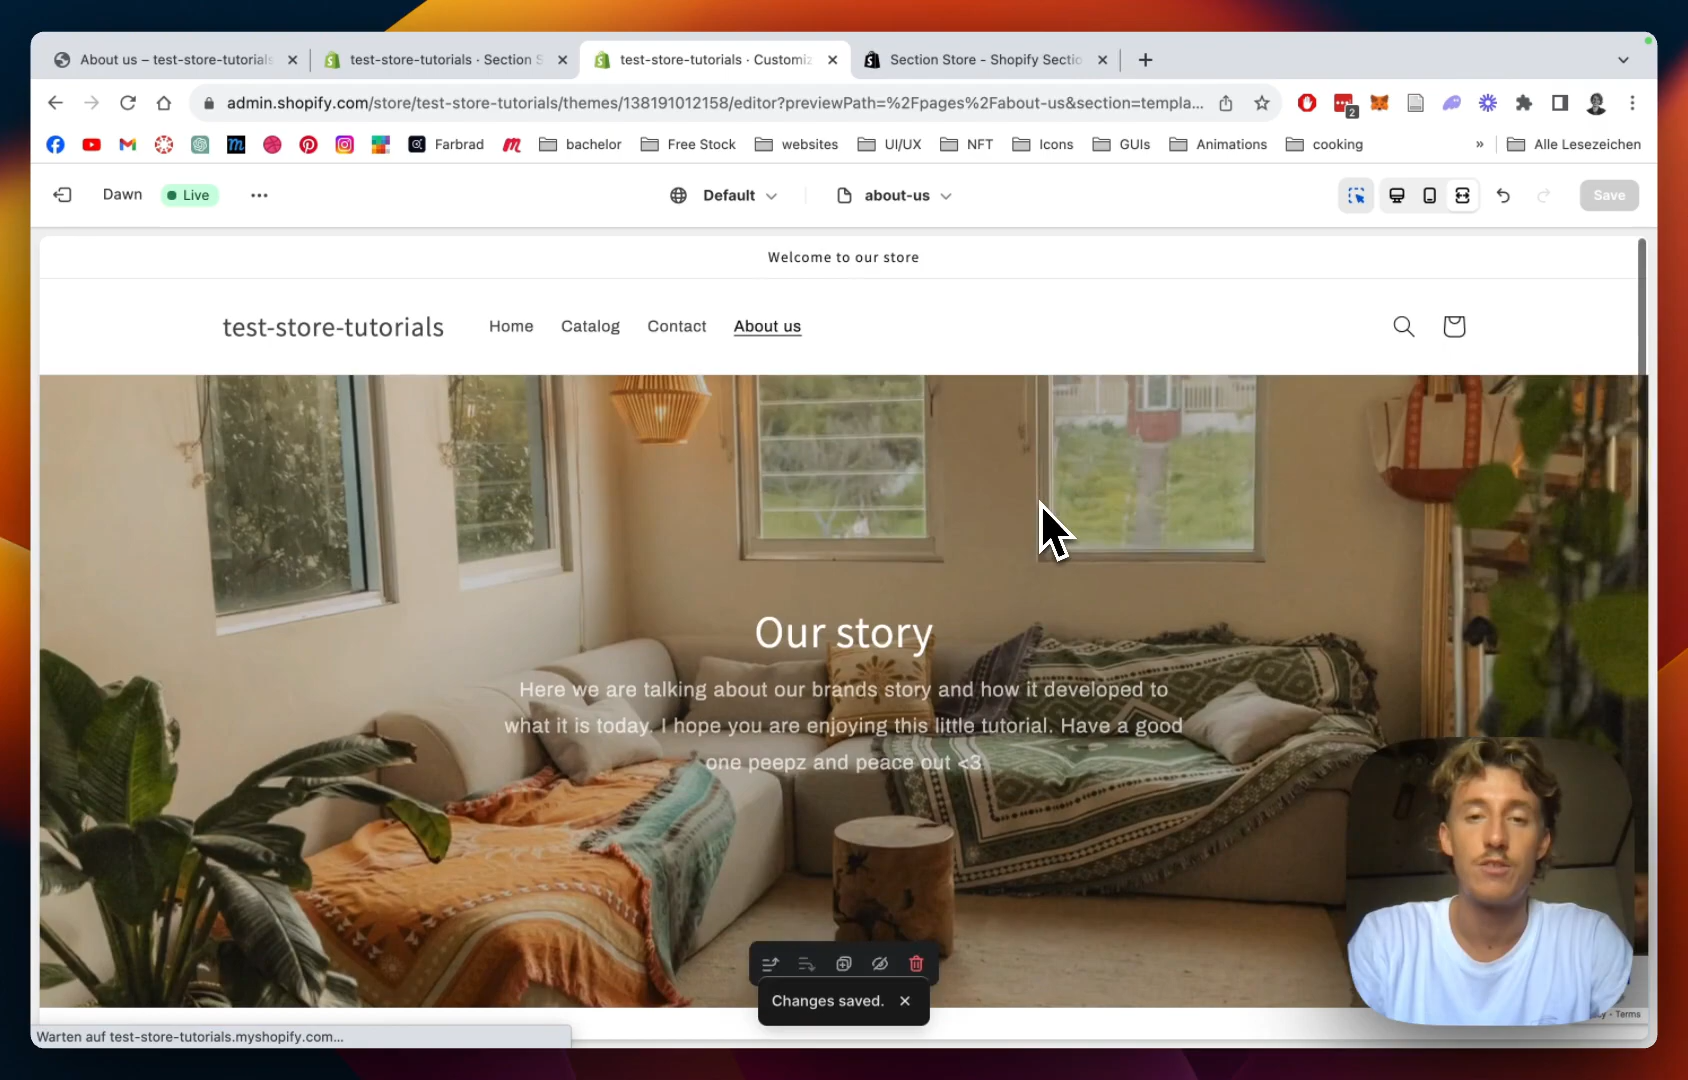 About us – test-store-tutorials
test-store-tutorials · Section S
test-store-tutorials · Customiz
Section Store - Shopify Sectio
admin.shopify.com/store/test-store-tutorials/themes/138191012158/editor?previewPath=%2Fpages%2Fabout-us&section=templa...
2
Farbrad
bachelor
Free Stock
websites
UI/UX
NFT
Icons
GUIs
Animations
cooking
»
Alle Lesezeichen
Dawn
Live
Default
about-us
Save
Welcome to our store
test-store-tutorials
Home
Catalog
Contact
About us
Our story
Here we are talking about our brands story and how it developed to
what it is today. I hope you are enjoying this little tutorial. Have a good
one peepz and peace out <3
Changes saved.
- Terms
Warten auf test-store-tutorials.myshopify.com...